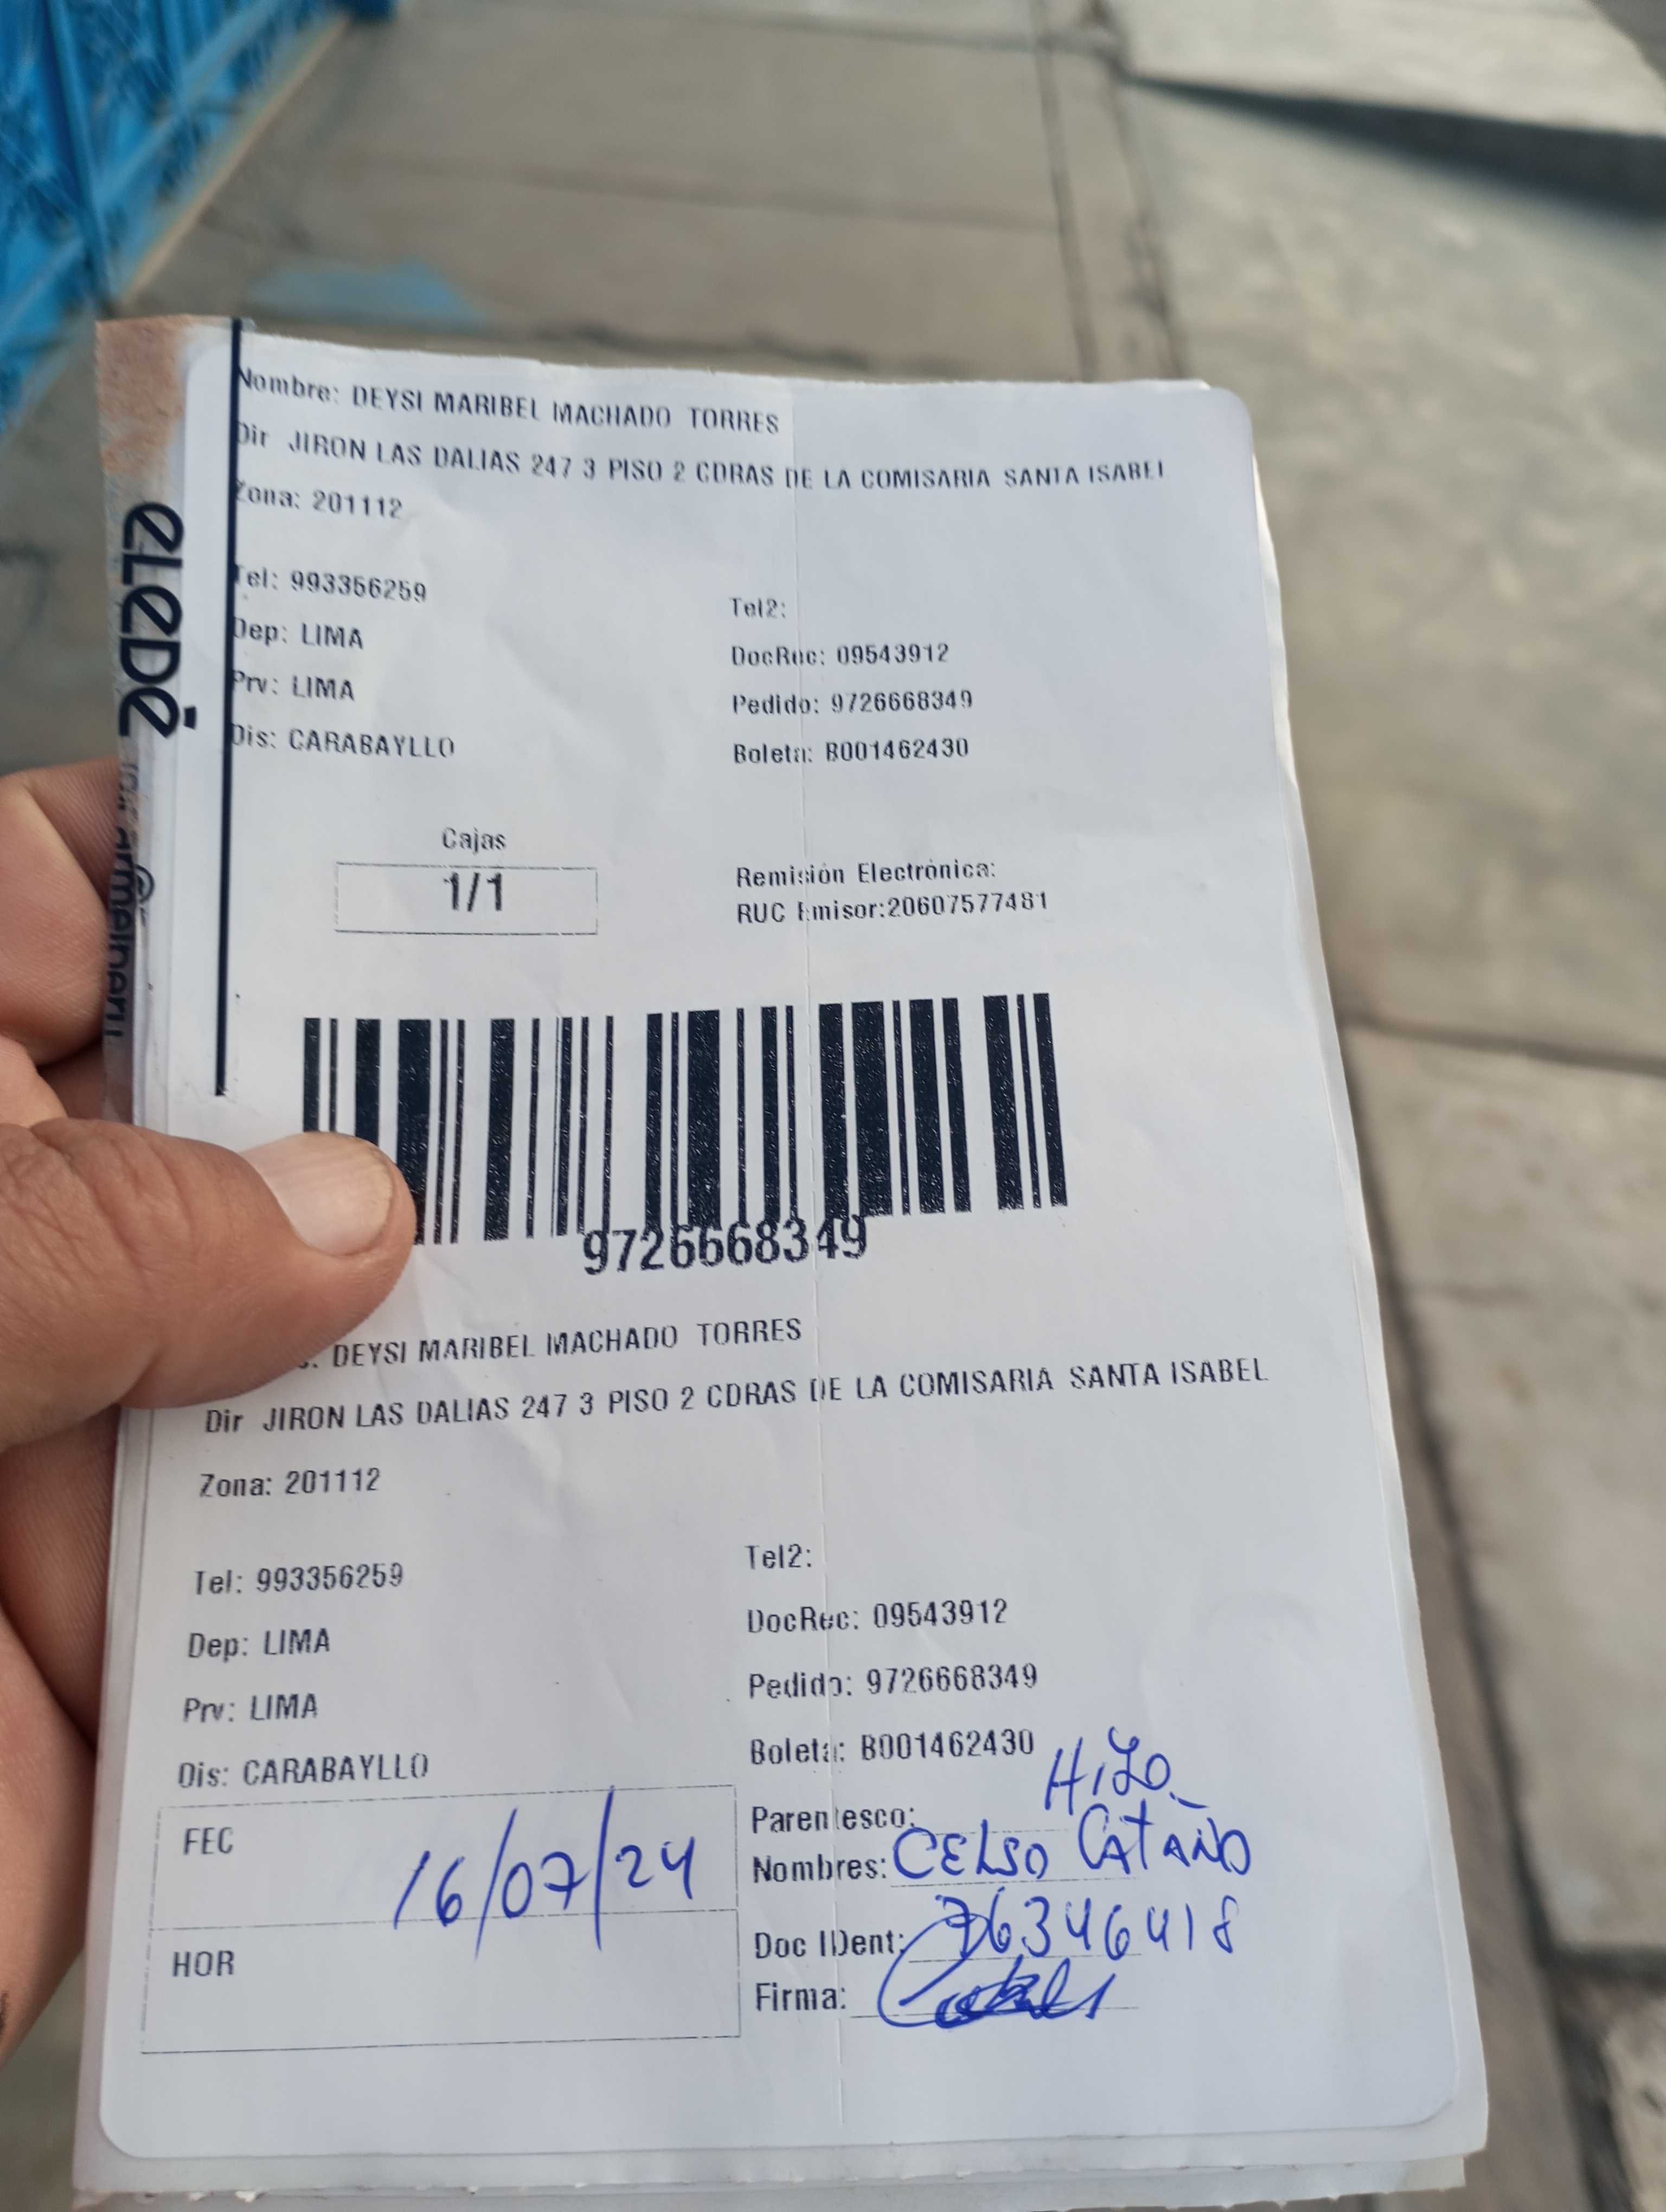 Nombre: DEYSI MARIBEL MACHADO TORRES
Dir JIRON LAS DALIAS 247 3 PISO 2 CDRAS DE LA COMISARIA SANTA ISABEL
Zona: 201112
Tel: 993356259
Tel2:
Dep: LIMA
DocRec: 09543912
Prv: LIMA
Pedido: 9726668349
Dis: CARABAYLLO
Boleta: B001462430
Cajas
1/1
Remisión Electrónica:
RUC Emisor:20607577481
9726668349
DEYSI MARIBEL MACHADO TORRES
Dir JIRON LAS DALIAS 247 3 PISO 2 CDRAS DE LA COMISARIA SANTA ISABEL
Zona: 201112
Tel: 993356259
Tel2:
Dep: LIMA
DocRec: 09543912
Prv: LIMA
Pedido: 9726668349
Dis: CARABAYLLO
Boleta: B001462430
FEC 16/07/24
Parentesco: HiJo
Nombres: CELSO CATAÑO
HOR
Doc IDent: 76346418
Firma: